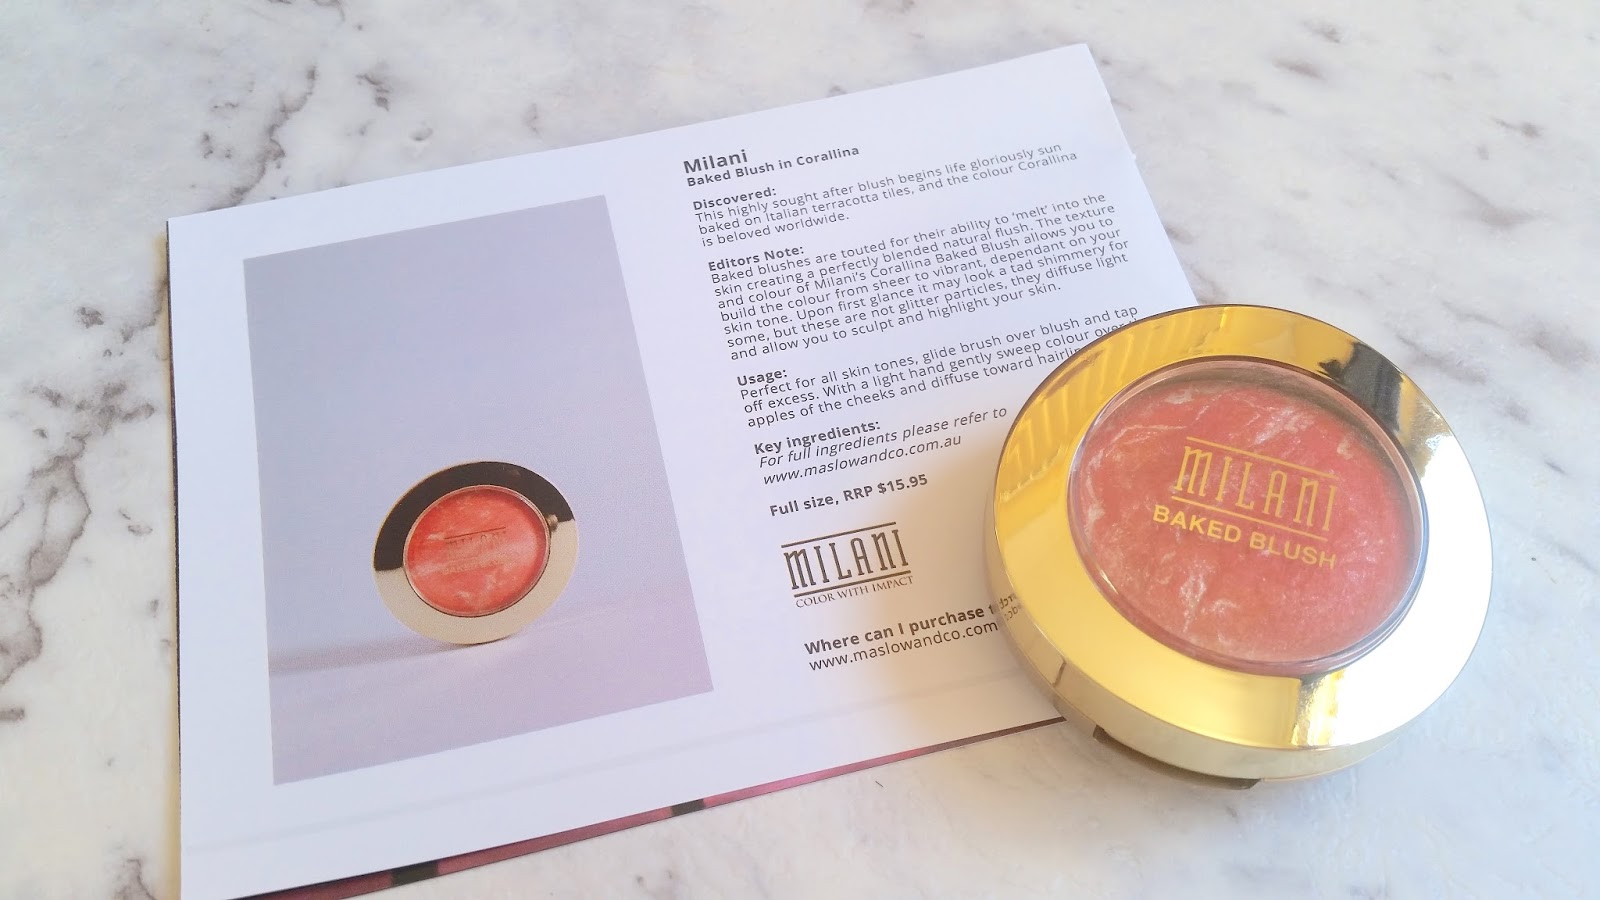 Milani
Baked Blush in Corallina
Discovered:
This highly sought after blush begins life gloriously sun
baked on Italian terracotta tiles, and the colour Corallina
is beloved worldwide.
Editors Note:
Baked blushes are touted for their ability to 'melt' into the
skin creating a perfectly blended natural flush. The texture
and colour of Milani's Corallina Baked Blush allows you to
build the colour from sheer to vibrant, dependant on your
skin tone. Upon first glance it may look a tad shimmery for
some, but these are not glitter particles, they diffuse light
and allow you to sculpt and highlight your skin.
Usage:
Perfect for all skin tones, glide brush over blush and tap
off excess. With a light hand gently sweep colour over
apples of the cheeks and diffuse toward
Key ingredients:
For full ingredients please refer to
www.maslowandco.com.au
Full size, RRP $15.95
MILANI
COLOR WITH IMPACT
Where can I purchase
www.maslowandco.com
MILANI
BAKED BLUSH
MILANI
BAKED BLUSH